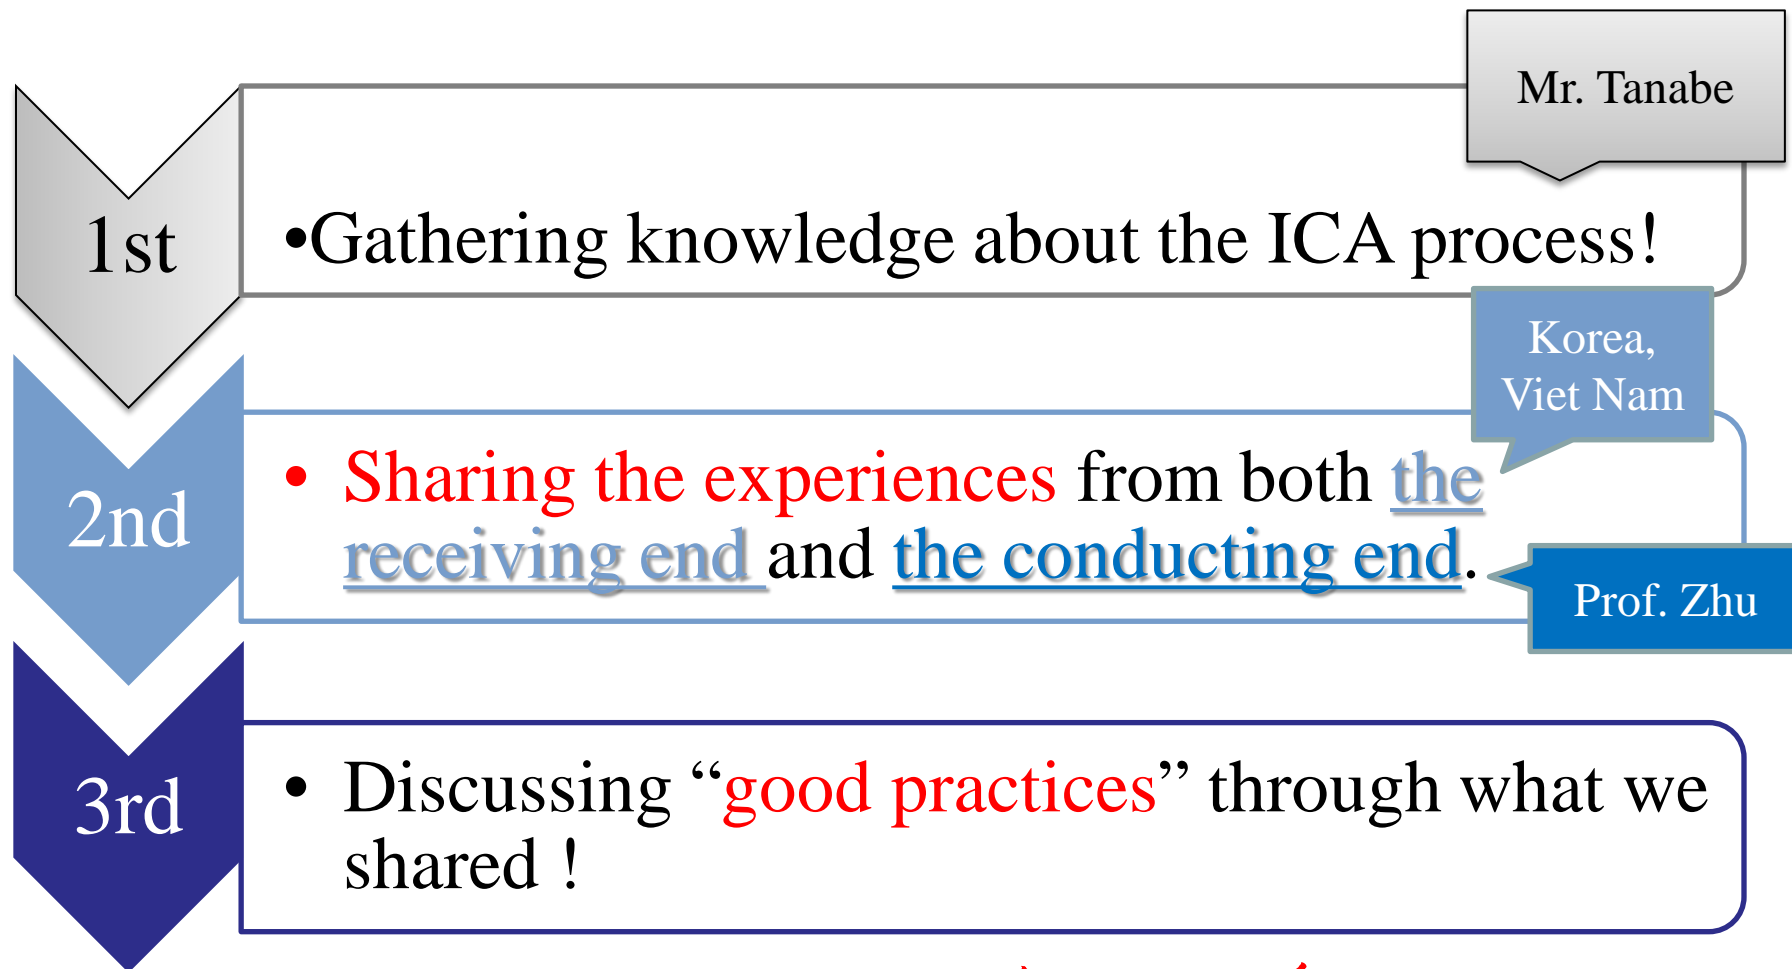 Mr. Tanabe
1st
•Gathering knowledge about the ICA process!
Korea,
Viet Nam
2nd
• Sharing the experiences from both the
receiving end and the conducting end.
Prof. Zhu
3rd
• Discussing “good practices” through what we
shared !